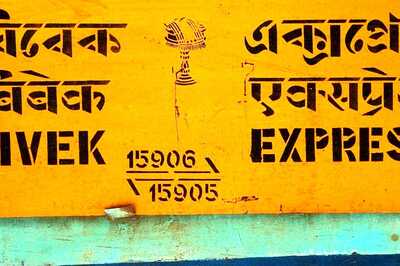 বিবেক এক্সপ্রে
विवेक एक्सप्रे
IVEK EXPRES
15906
15905